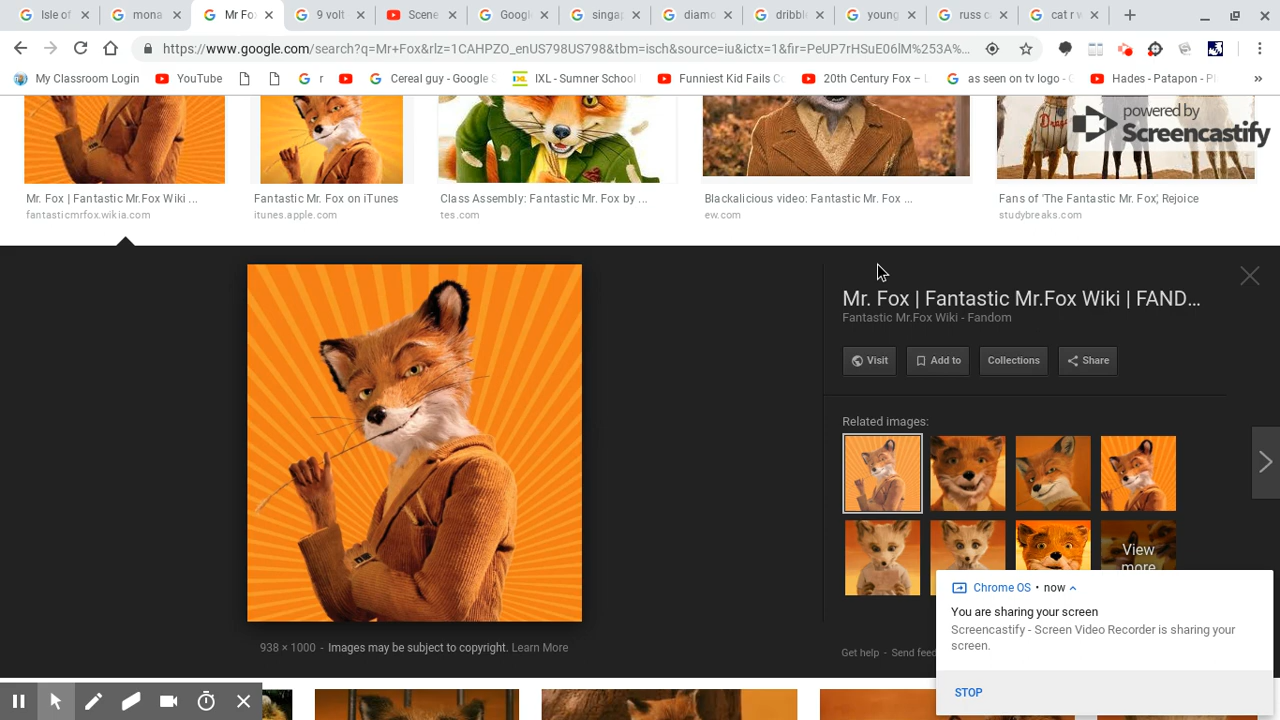 Isle of
mona
Mr Fo
9 volt
Scene
Googl
singa
diamo
dribb
young
russ c
cat r w
https://www.google.com/search?q=Mr+Fox&rlz=1CAHPZO_enUS798US798&tbm=isch&source=iu&ictx=1&fir=PeUP7rHSuE06lM%253A%...
My Classroom Login
YouTube
r
Cereal guy - Google S
IXL - Sumner School
Funniest Kid Fails Co
20th Century Fox – L
as seen on tv logo - G
Hades - Patapon - Pl
»
powered by
Screencastify
Mr. Fox | Fantastic Mr.Fox Wiki ...
fantasticmrfox.wikia.com
Fantastic Mr. Fox on iTunes
itunes.apple.com
Class Assembly: Fantastic Mr. Fox by ...
tes.com
Blackalicious video: Fantastic Mr. Fox ...
ew.com
Fans of 'The Fantastic Mr. Fox', Rejoice
studybreaks.com
Mr. Fox | Fantastic Mr.Fox Wiki | FAND...
Fantastic Mr.Fox Wiki - Fandom
Visit
Add to
Collections
Share
Related images:
View
more
938 × 1000 - Images may be subject to copyright. Learn More
Get help - Send feed
Chrome OS • now
You are sharing your screen
Screencastify - Screen Video Recorder is sharing your
screen.
STOP